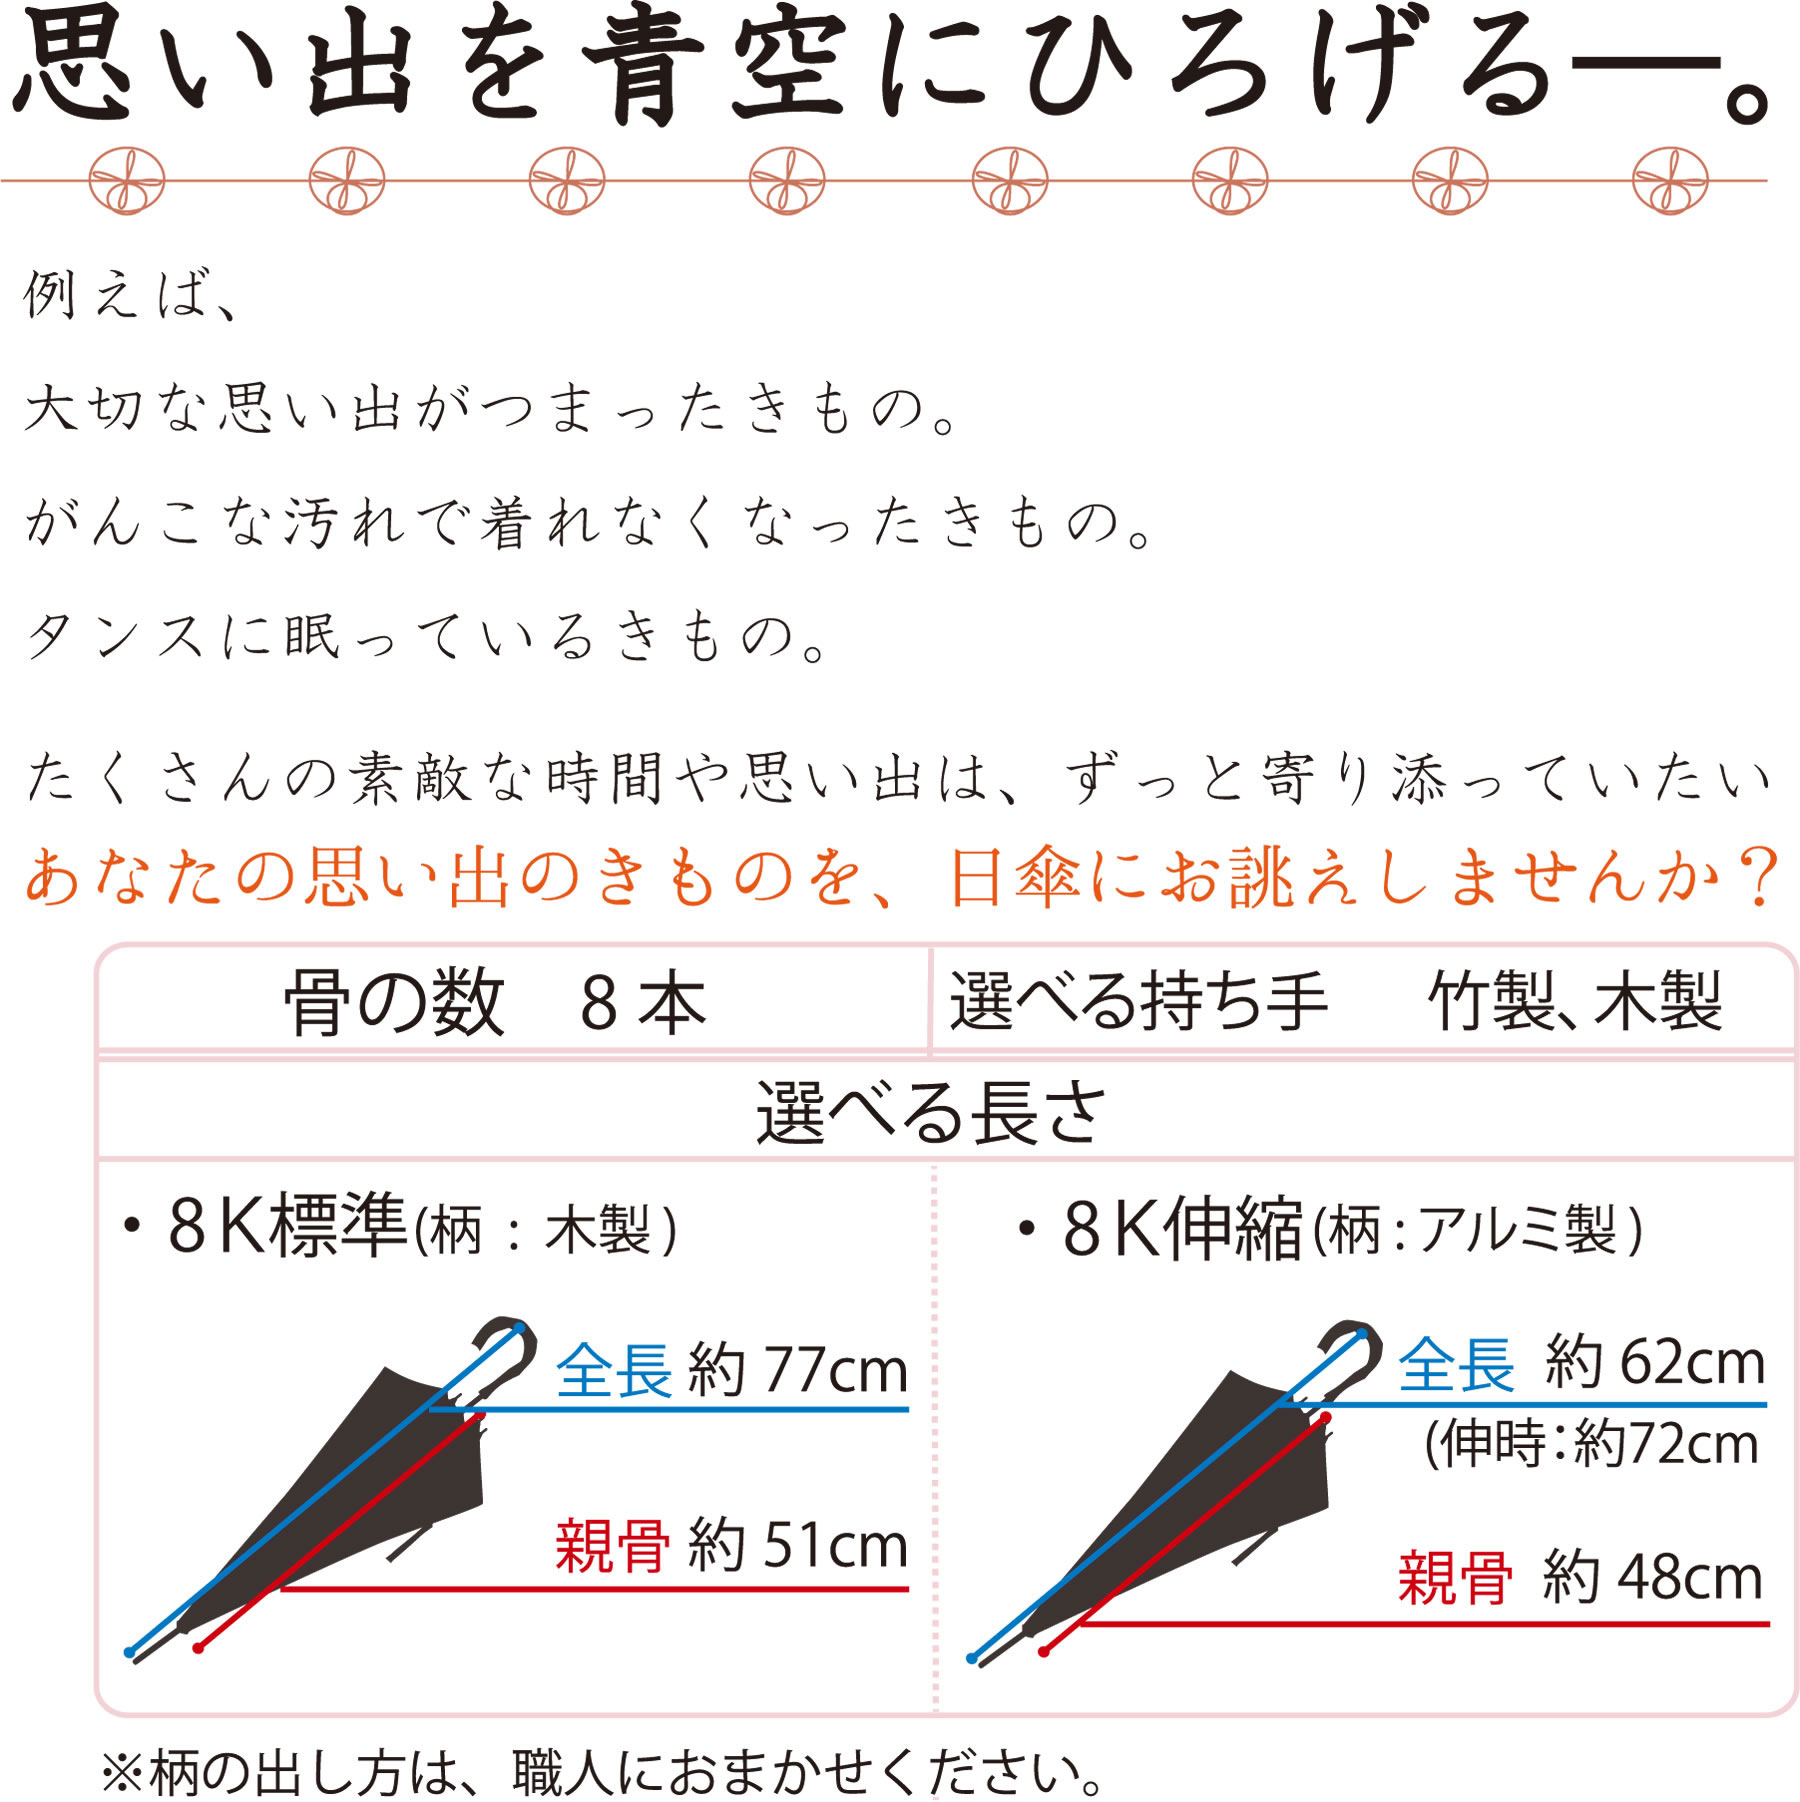 思い出を青空にひろげる―。
例えば、
大切な思い出がつまったきもの。
がんこな汚れで着れなくなったきもの。
タンスに眠っているきもの。
たくさんの素敵な時間や思い出は、ずっと寄り添っていたい
あなたの思い出のきものを、日傘にお誂えしませんか？
骨の数　8 本
選べる持ち手　竹製、木製
選べる長さ
・8K標準(柄 : 木製)
全長 約 77cm
親骨 約 51cm
・8K伸縮(柄:アルミ製)
全長 約 62cm
(伸時:約72cm
親骨 約 48cm
※柄の出し方は、職人におまかせください。